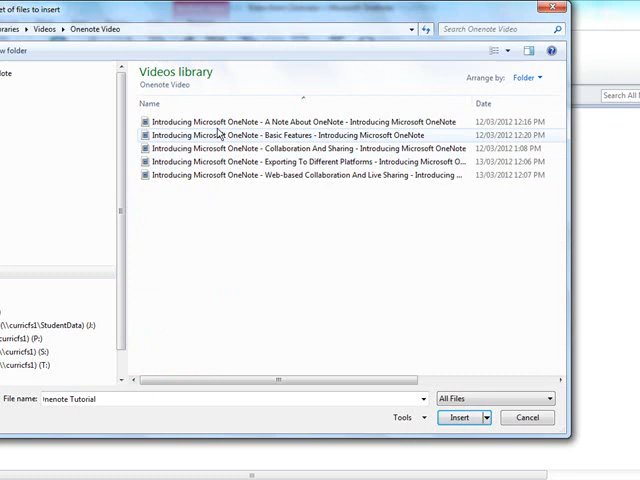 et of files to insert
raries ▸ Videos ▸ Onenote Video
Search Onenote Video
w folder
Videos library
Onenote Video
Arrange by: Folder
Name
Date
Introducing Microsoft OneNote - A Note About OneNote - Introducing Microsoft OneNote 12/03/2012 12:16 PM
Introducing Microsoft OneNote - Basic Features - Introducing Microsoft OneNote 12/03/2012 12:20 PM
Introducing Microsoft OneNote - Collaboration And Sharing - Introducing Microsoft OneNote 12/03/2012 1:08 PM
Introducing Microsoft OneNote - Exporting To Different Platforms - Introducing Microsoft O... 13/03/2012 12:06 PM
Introducing Microsoft OneNote - Web-based Collaboration And Live Sharing - Introducing ... 13/03/2012 12:07 PM
ote
Search All
(\\curricfs1\StudentData) (J:)
curricfs1) (P:)
curricfs1) (S:)
curricfs1) (T:)
File name: nenote Tutorial
All Files
Tools
Insert
Cancel